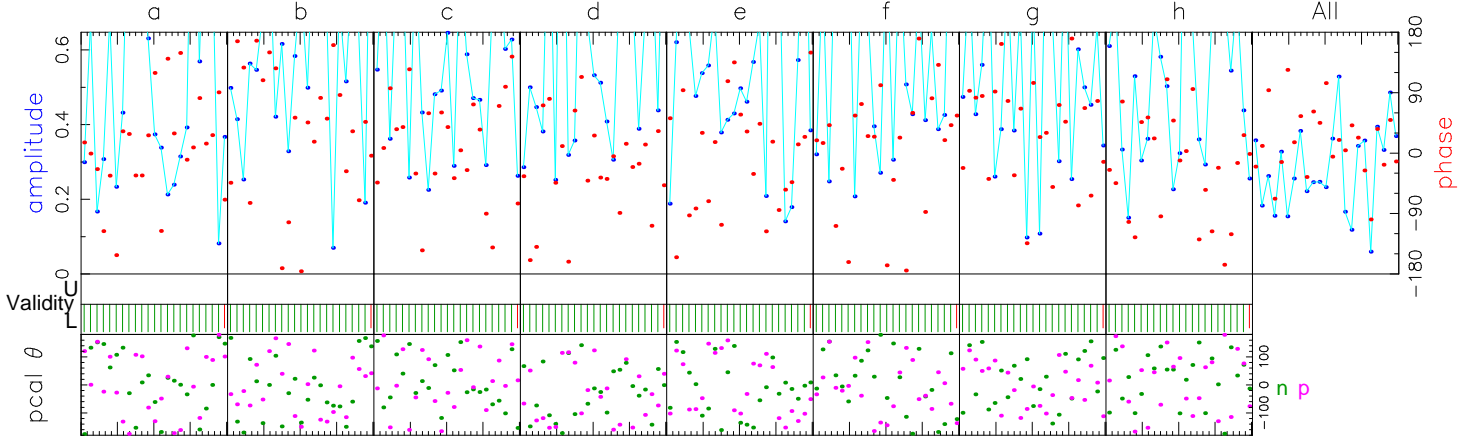 a b c d e f g h All
amplitude
0 0.2 0.4 0.6
180 90 0 −90 −180
phase
U
Validity
L
pcal θ
100 0 −100
n p